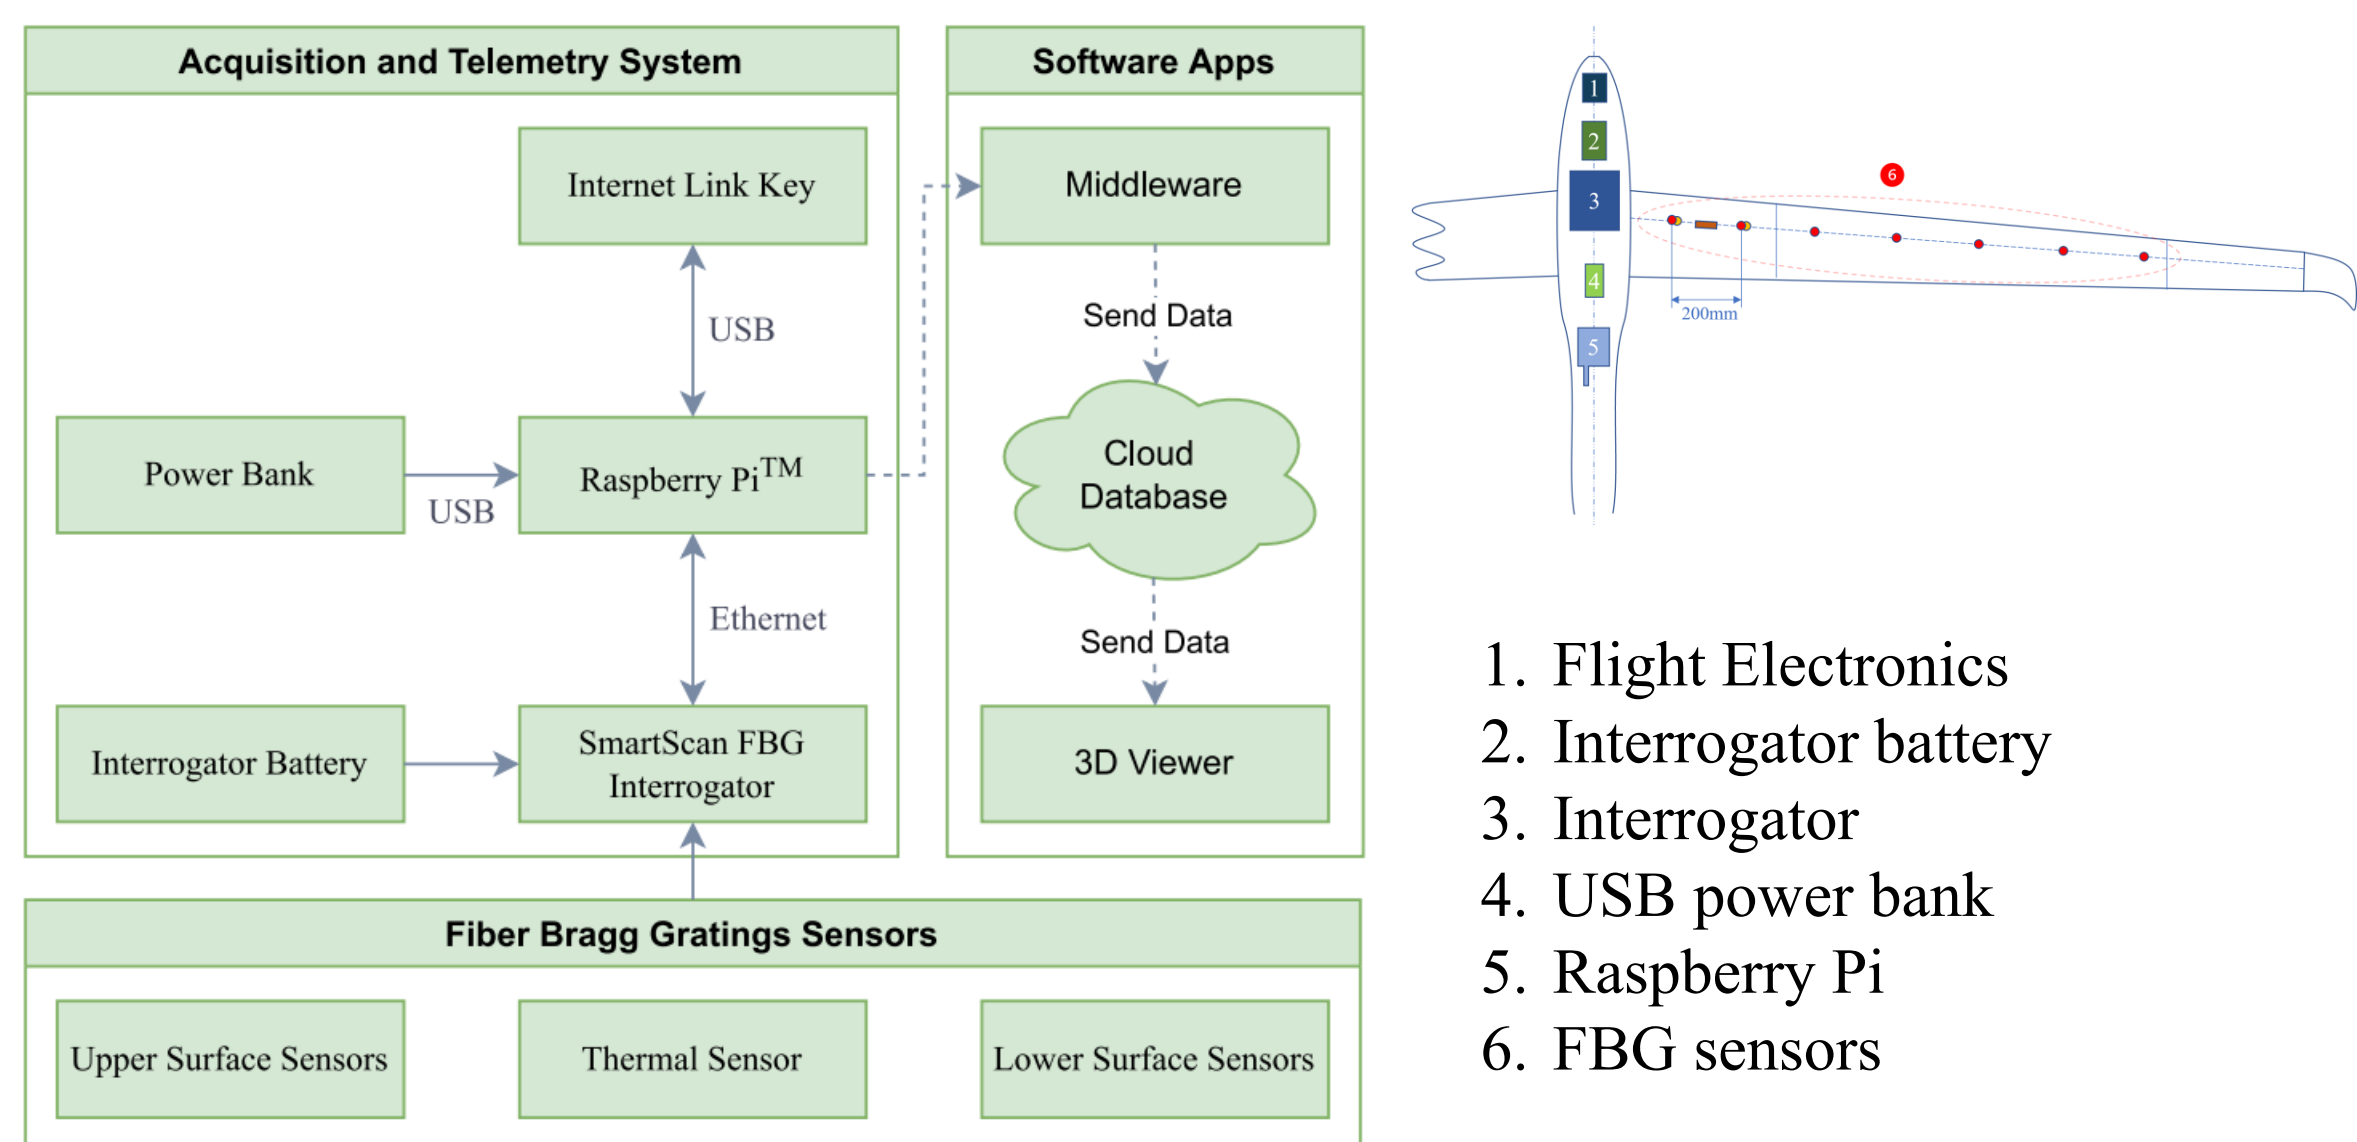 Acquisition and Telemetry System
Internet Link Key
USB
Power Bank
USB
Raspberry Pi™
Ethernet
Interrogator Battery
SmartScan FBG
Interrogator
Software Apps
Middleware
Send Data
Cloud
Database
Send Data
3D Viewer
Fiber Bragg Gratings Sensors
Upper Surface Sensors
Thermal Sensor
Lower Surface Sensors
1
2
3
4
5
6
200mm
1. Flight Electronics
2. Interrogator battery
3. Interrogator
4. USB power bank
5. Raspberry Pi
6. FBG sensors